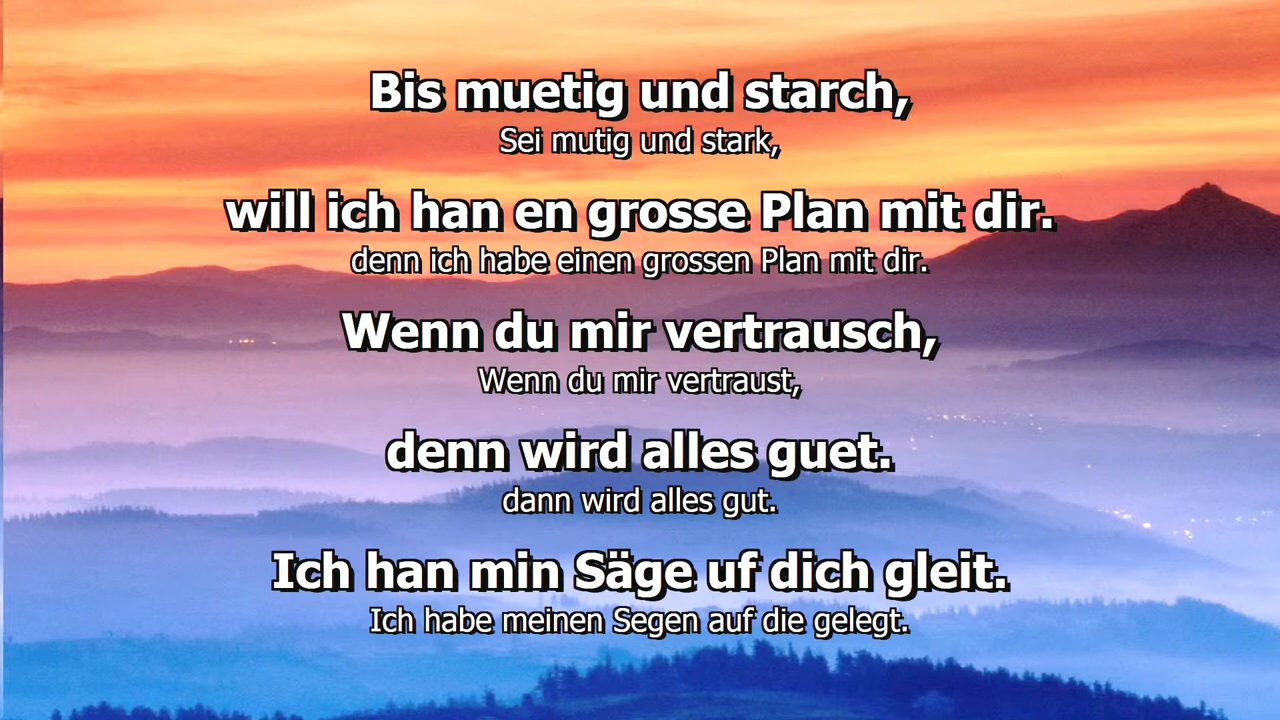 Bis muetig und starch,
Sei mutig und stark,
will ich han en grosse Plan mit dir.
denn ich habe einen grossen Plan mit dir.
Wenn du mir vertrausch,
Wenn du mir vertraust,
denn wird alles guet.
dann wird alles gut.
Ich han min Säge uf dich gleit.
Ich habe meinen Segen auf die gelegt.